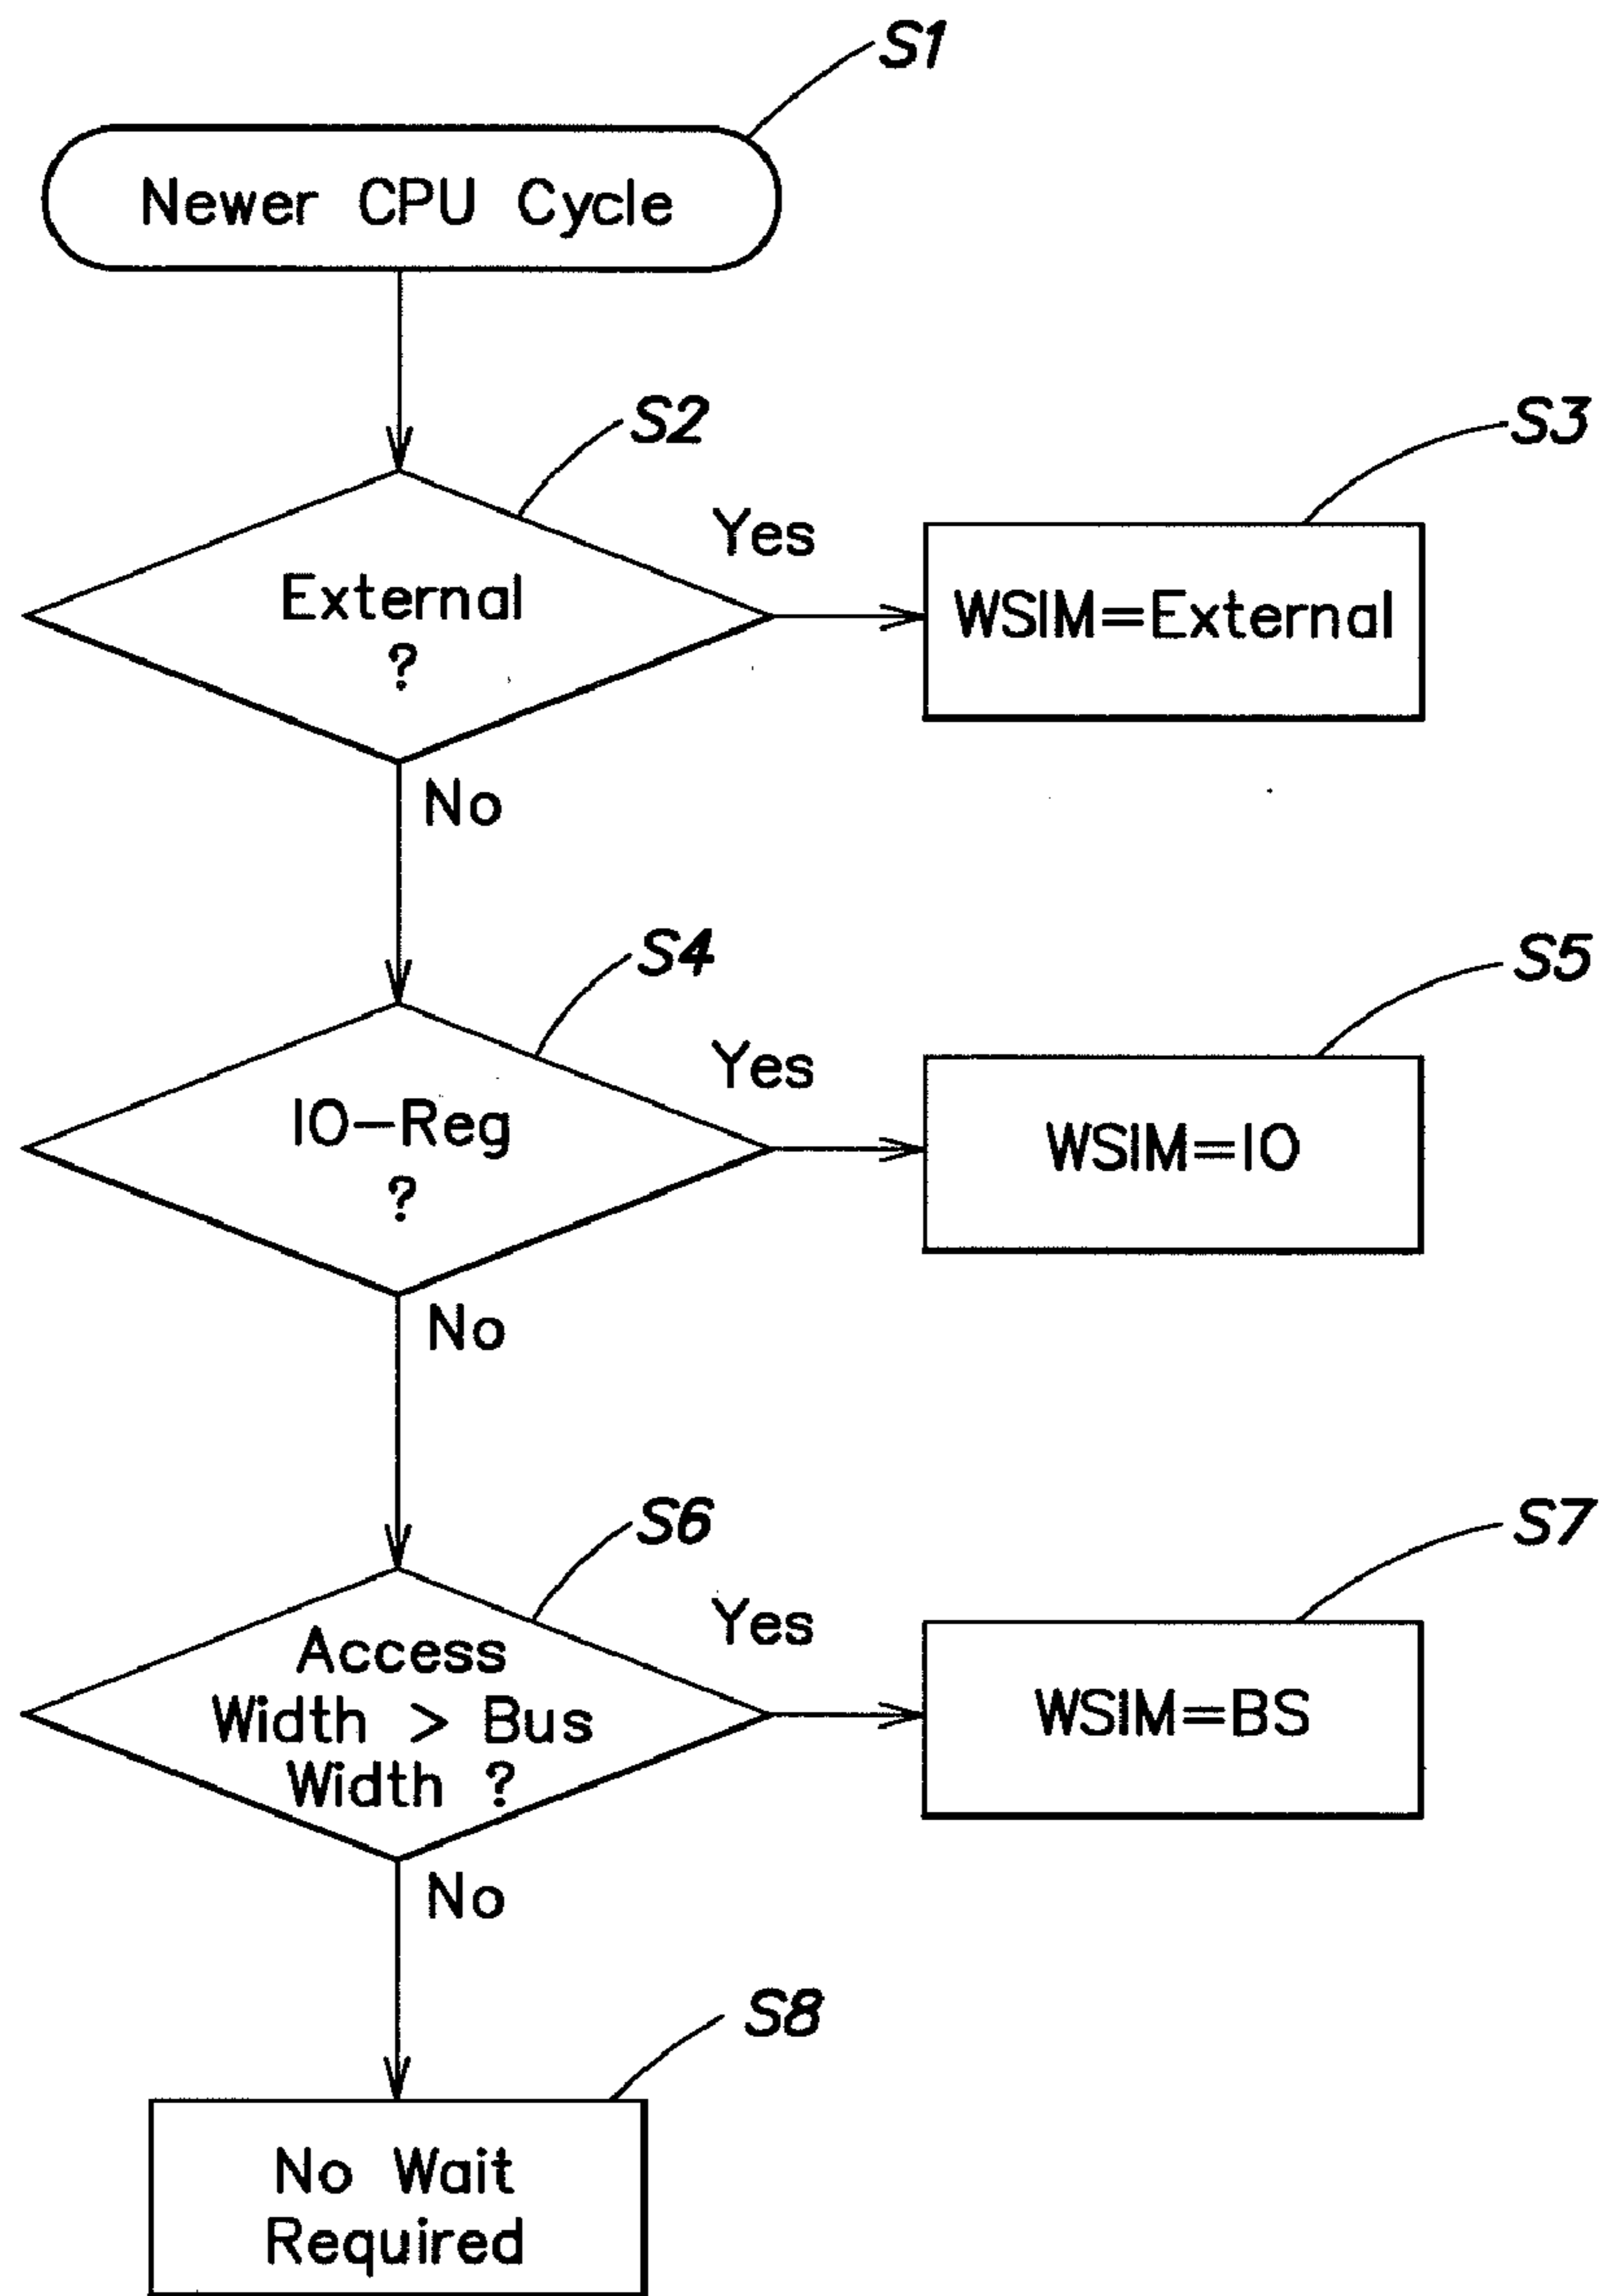 S1
Newer CPU Cycle
S2
S3
Yes
External
?
WSIM=External
No
S4
S5
Yes
IO-Reg
?
WSIM=IO
No
S6
S7
Yes
Access
Width > Bus
Width ?
WSIM=BS
No
S8
No Wait
Required